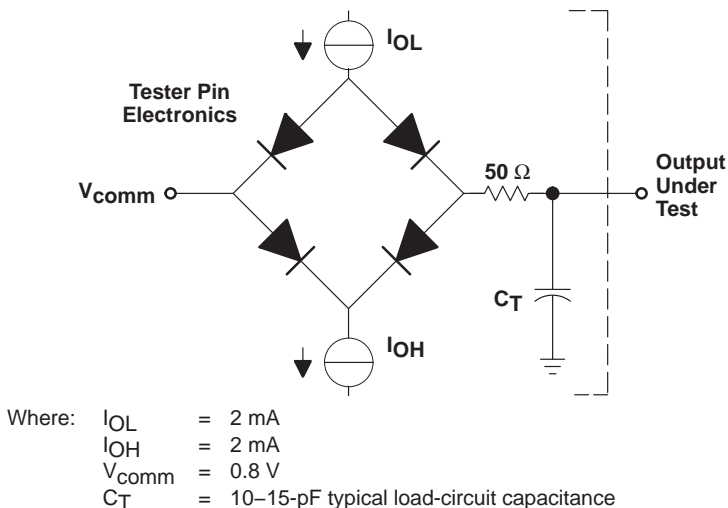 IOL
Tester Pin
Electronics
50 Ω
Output
Under
Test
Vcomm
CT
IOH
Where: IOL = 2 mA
IOH = 2 mA
Vcomm = 0.8 V
CT = 10–15-pF typical load-circuit capacitance